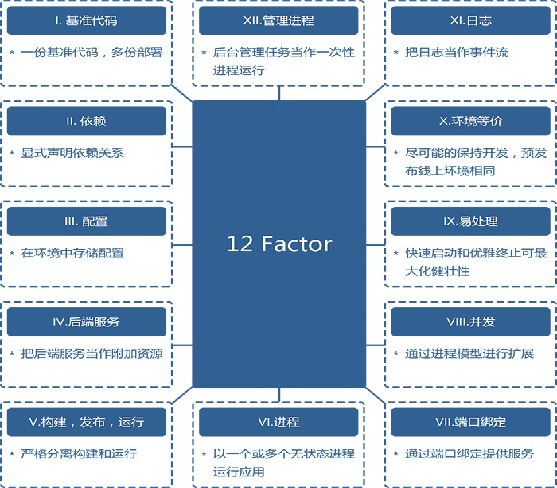 I. 基准代码
* 一份基准代码，多份部署
XII.管理进程
* 后台管理任务当作一次性
进程运行
XI.日志
* 把日志当作事件流
II. 依赖
* 显式声明依赖关系
X.环境等价
* 尽可能的保持开发，预发
布线上环境相同
III. 配置
* 在环境中存储配置
12 Factor
IX.易处理
* 快速启动和优雅终止可最
大化健壮性
IV.后端服务
* 把后端服务当作附加资源
VIII.并发
* 通过进程模型进行扩展
V.构建，发布，运行
* 严格分离构建和运行
VI.进程
* 以一个或多个无状态进程
运行应用
VII.端口绑定
* 通过端口绑定提供服务